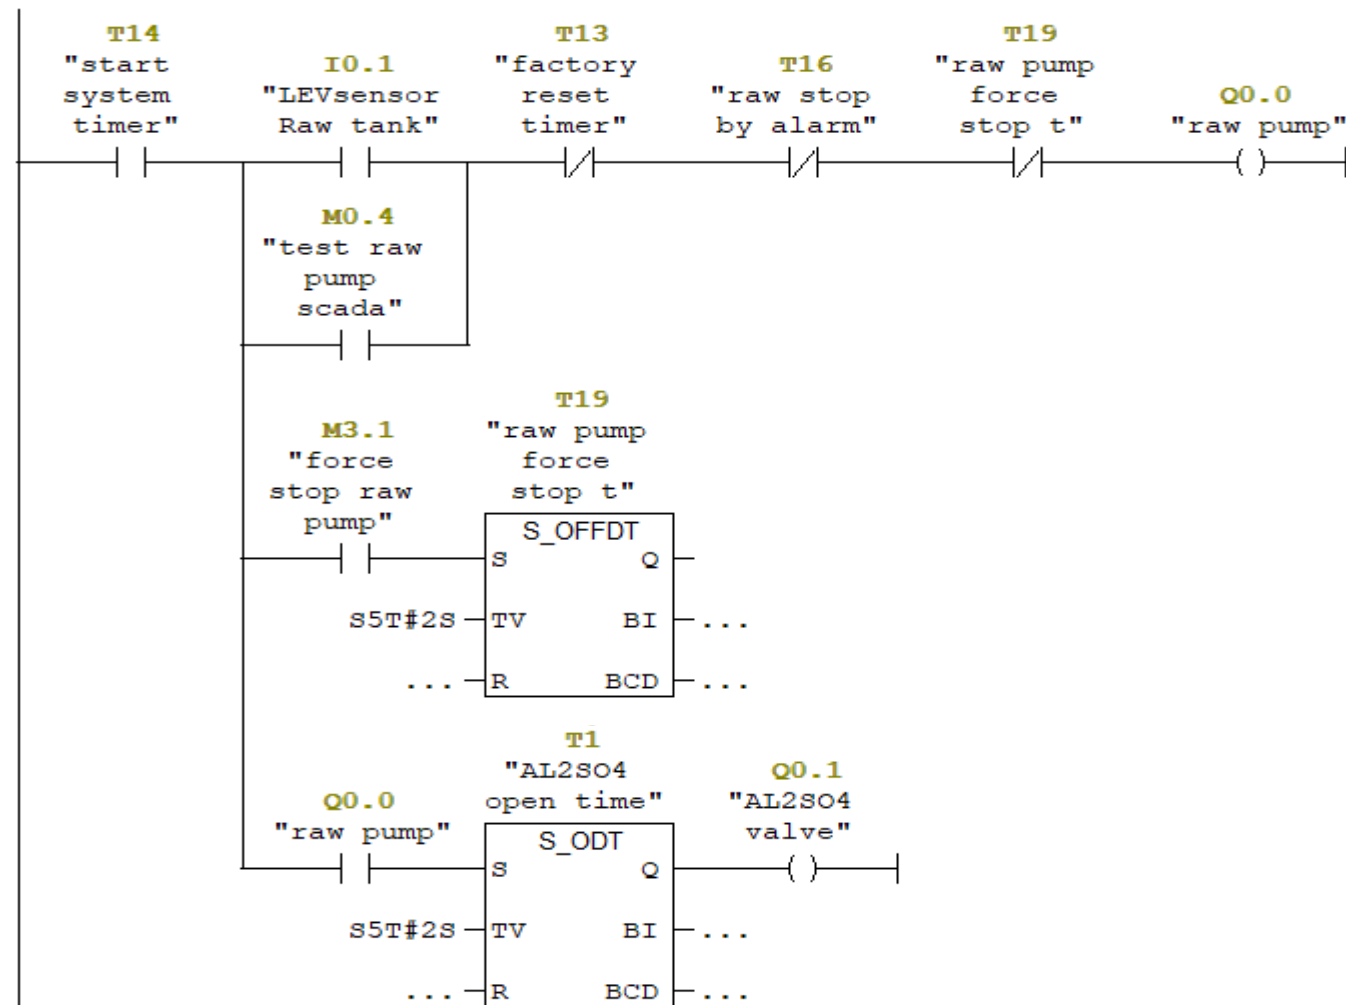 T14
"start
system
timer"
I0.1
"LEVsensor
Raw tank"
T13
"factory
reset
timer"
T16
"raw stop
by alarm"
T19
"raw pump
force
stop t"
Q0.0
"raw pump"
M0.4
"test raw
pump
scada"
M3.1
"force
stop raw
pump"
T19
"raw pump
force
stop t"
S_OFFDT
S Q
S5T#2S TV BI ...
... R BCD ...
Q0.0
"raw pump"
T1
"AL2SO4
open time"
Q0.1
"AL2SO4
valve"
S_ODT
S Q
S5T#2S TV BI ...
... R BCD ...